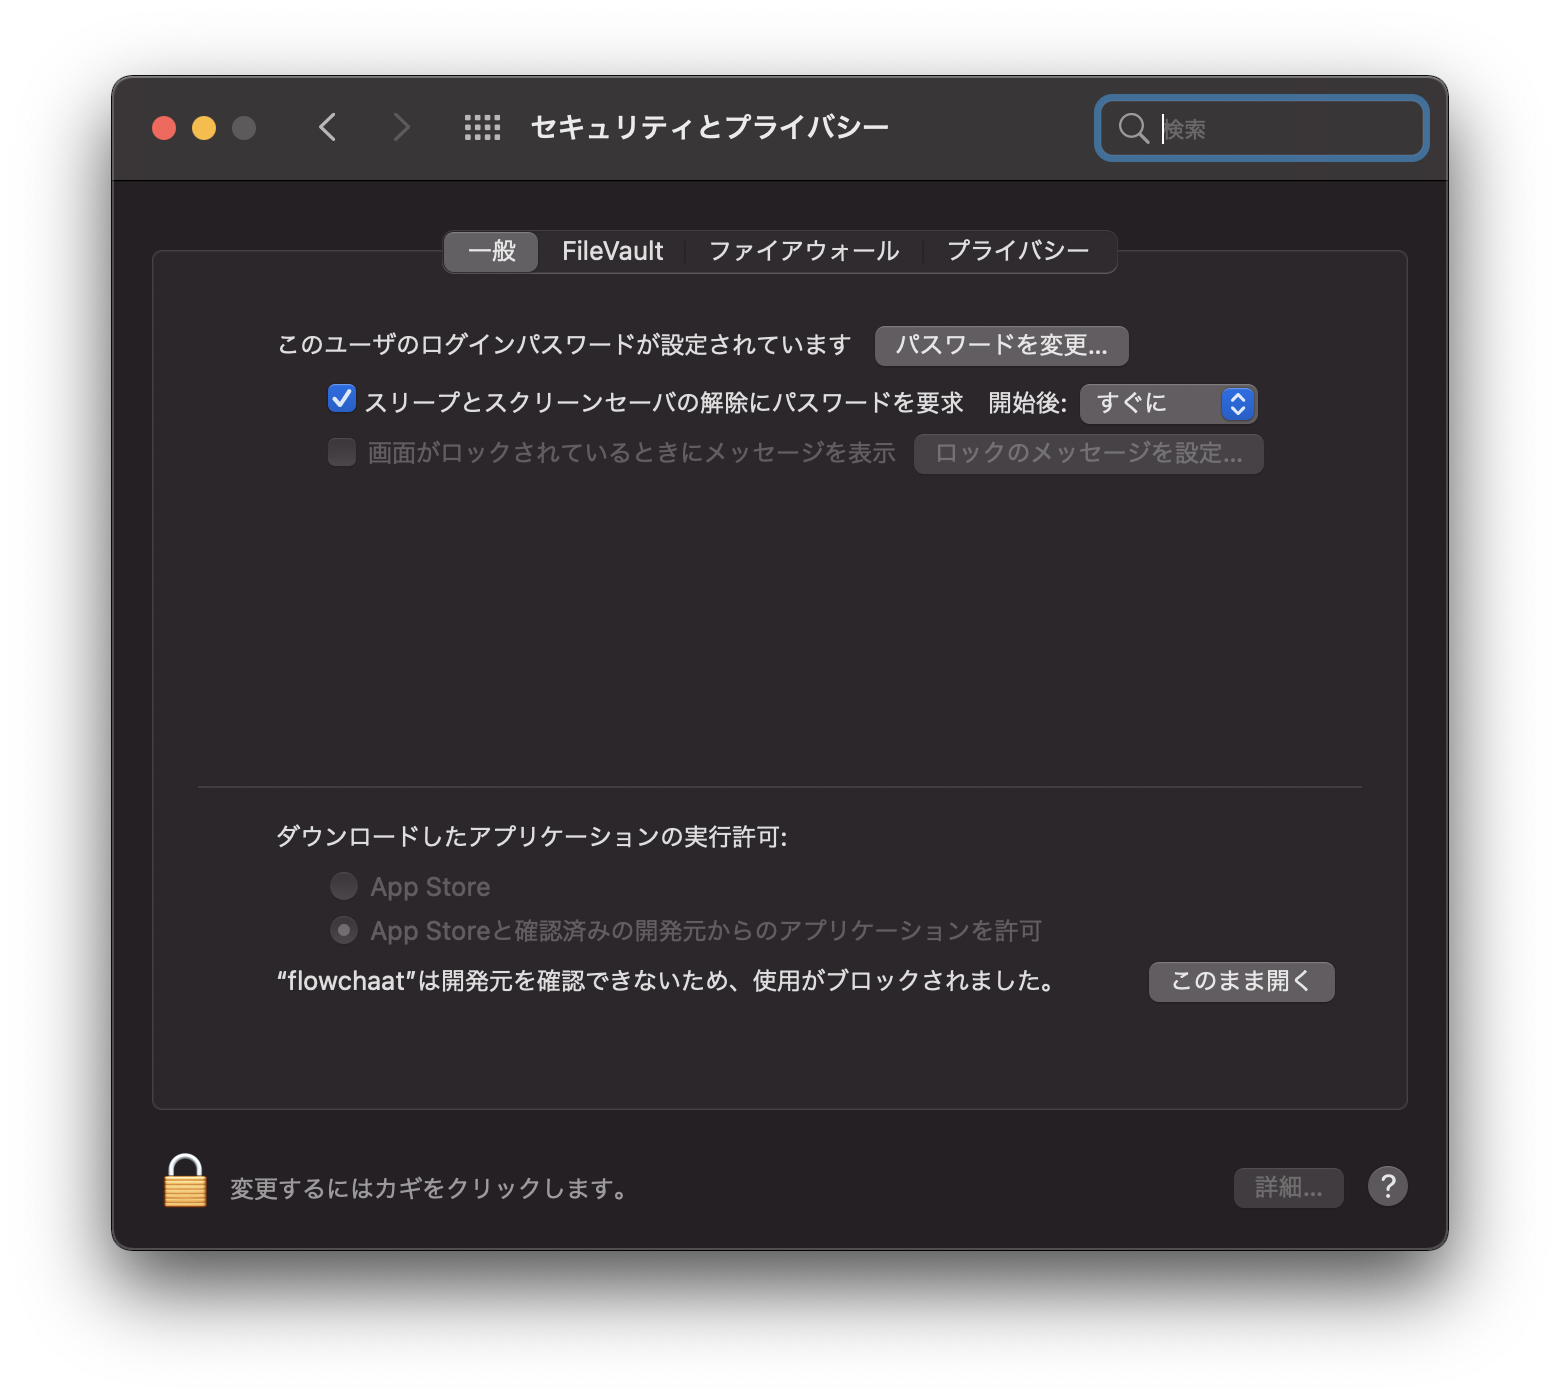 セキュリティとプライバシー
検索
一般 FileVault ファイアウォール プライバシー
このユーザのログインパスワードが設定されています パスワードを変更...
スリープとスクリーンセーバの解除にパスワードを要求 開始後: すぐに
画面がロックされているときにメッセージを表示 ロックのメッセージを設定...
ダウンロードしたアプリケーションの実行許可:
App Store
App Storeと確認済みの開発元からのアプリケーションを許可
“flowchaat”は開発元を確認できないため、使用がブロックされました。 このまま開く
変更するにはカギをクリックします。 詳細... ?